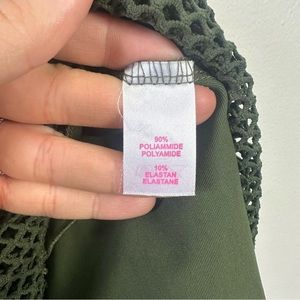 90%
POLIAMMIDE
POLYAMIDE
10%
ELASTAN
ELASTANE